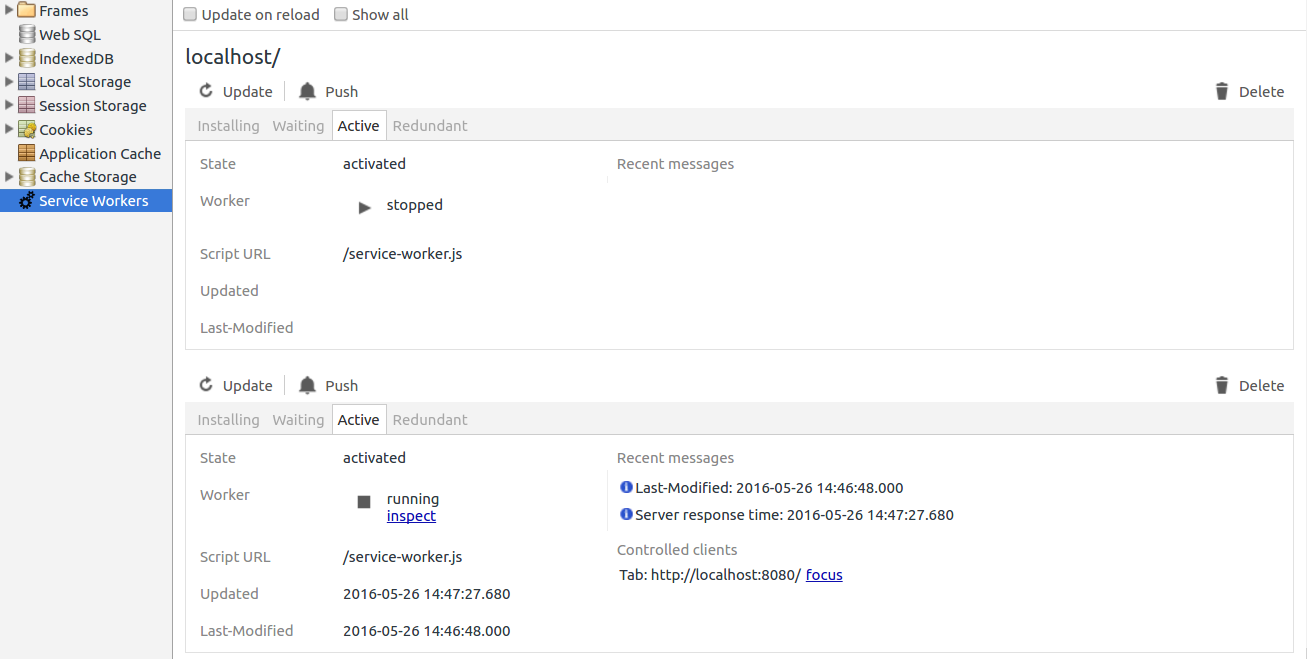 Frames
Web SQL
IndexedDB
Local Storage
Session Storage
Cookies
Application Cache
Cache Storage
Service Workers
Update on reload Show all
localhost/
Update Push Delete
Installing Waiting Active Redundant
State activated Recent messages
Worker stopped
Script URL /service-worker.js
Updated
Last-Modified
Update Push Delete
Installing Waiting Active Redundant
State activated
Worker running
inspect
Script URL /service-worker.js
Updated 2016-05-26 14:47:27.680
Last-Modified 2016-05-26 14:46:48.000
Recent messages
Last-Modified: 2016-05-26 14:46:48.000
Server response time: 2016-05-26 14:47:27.680
Controlled clients
Tab: http://localhost:8080/ focus